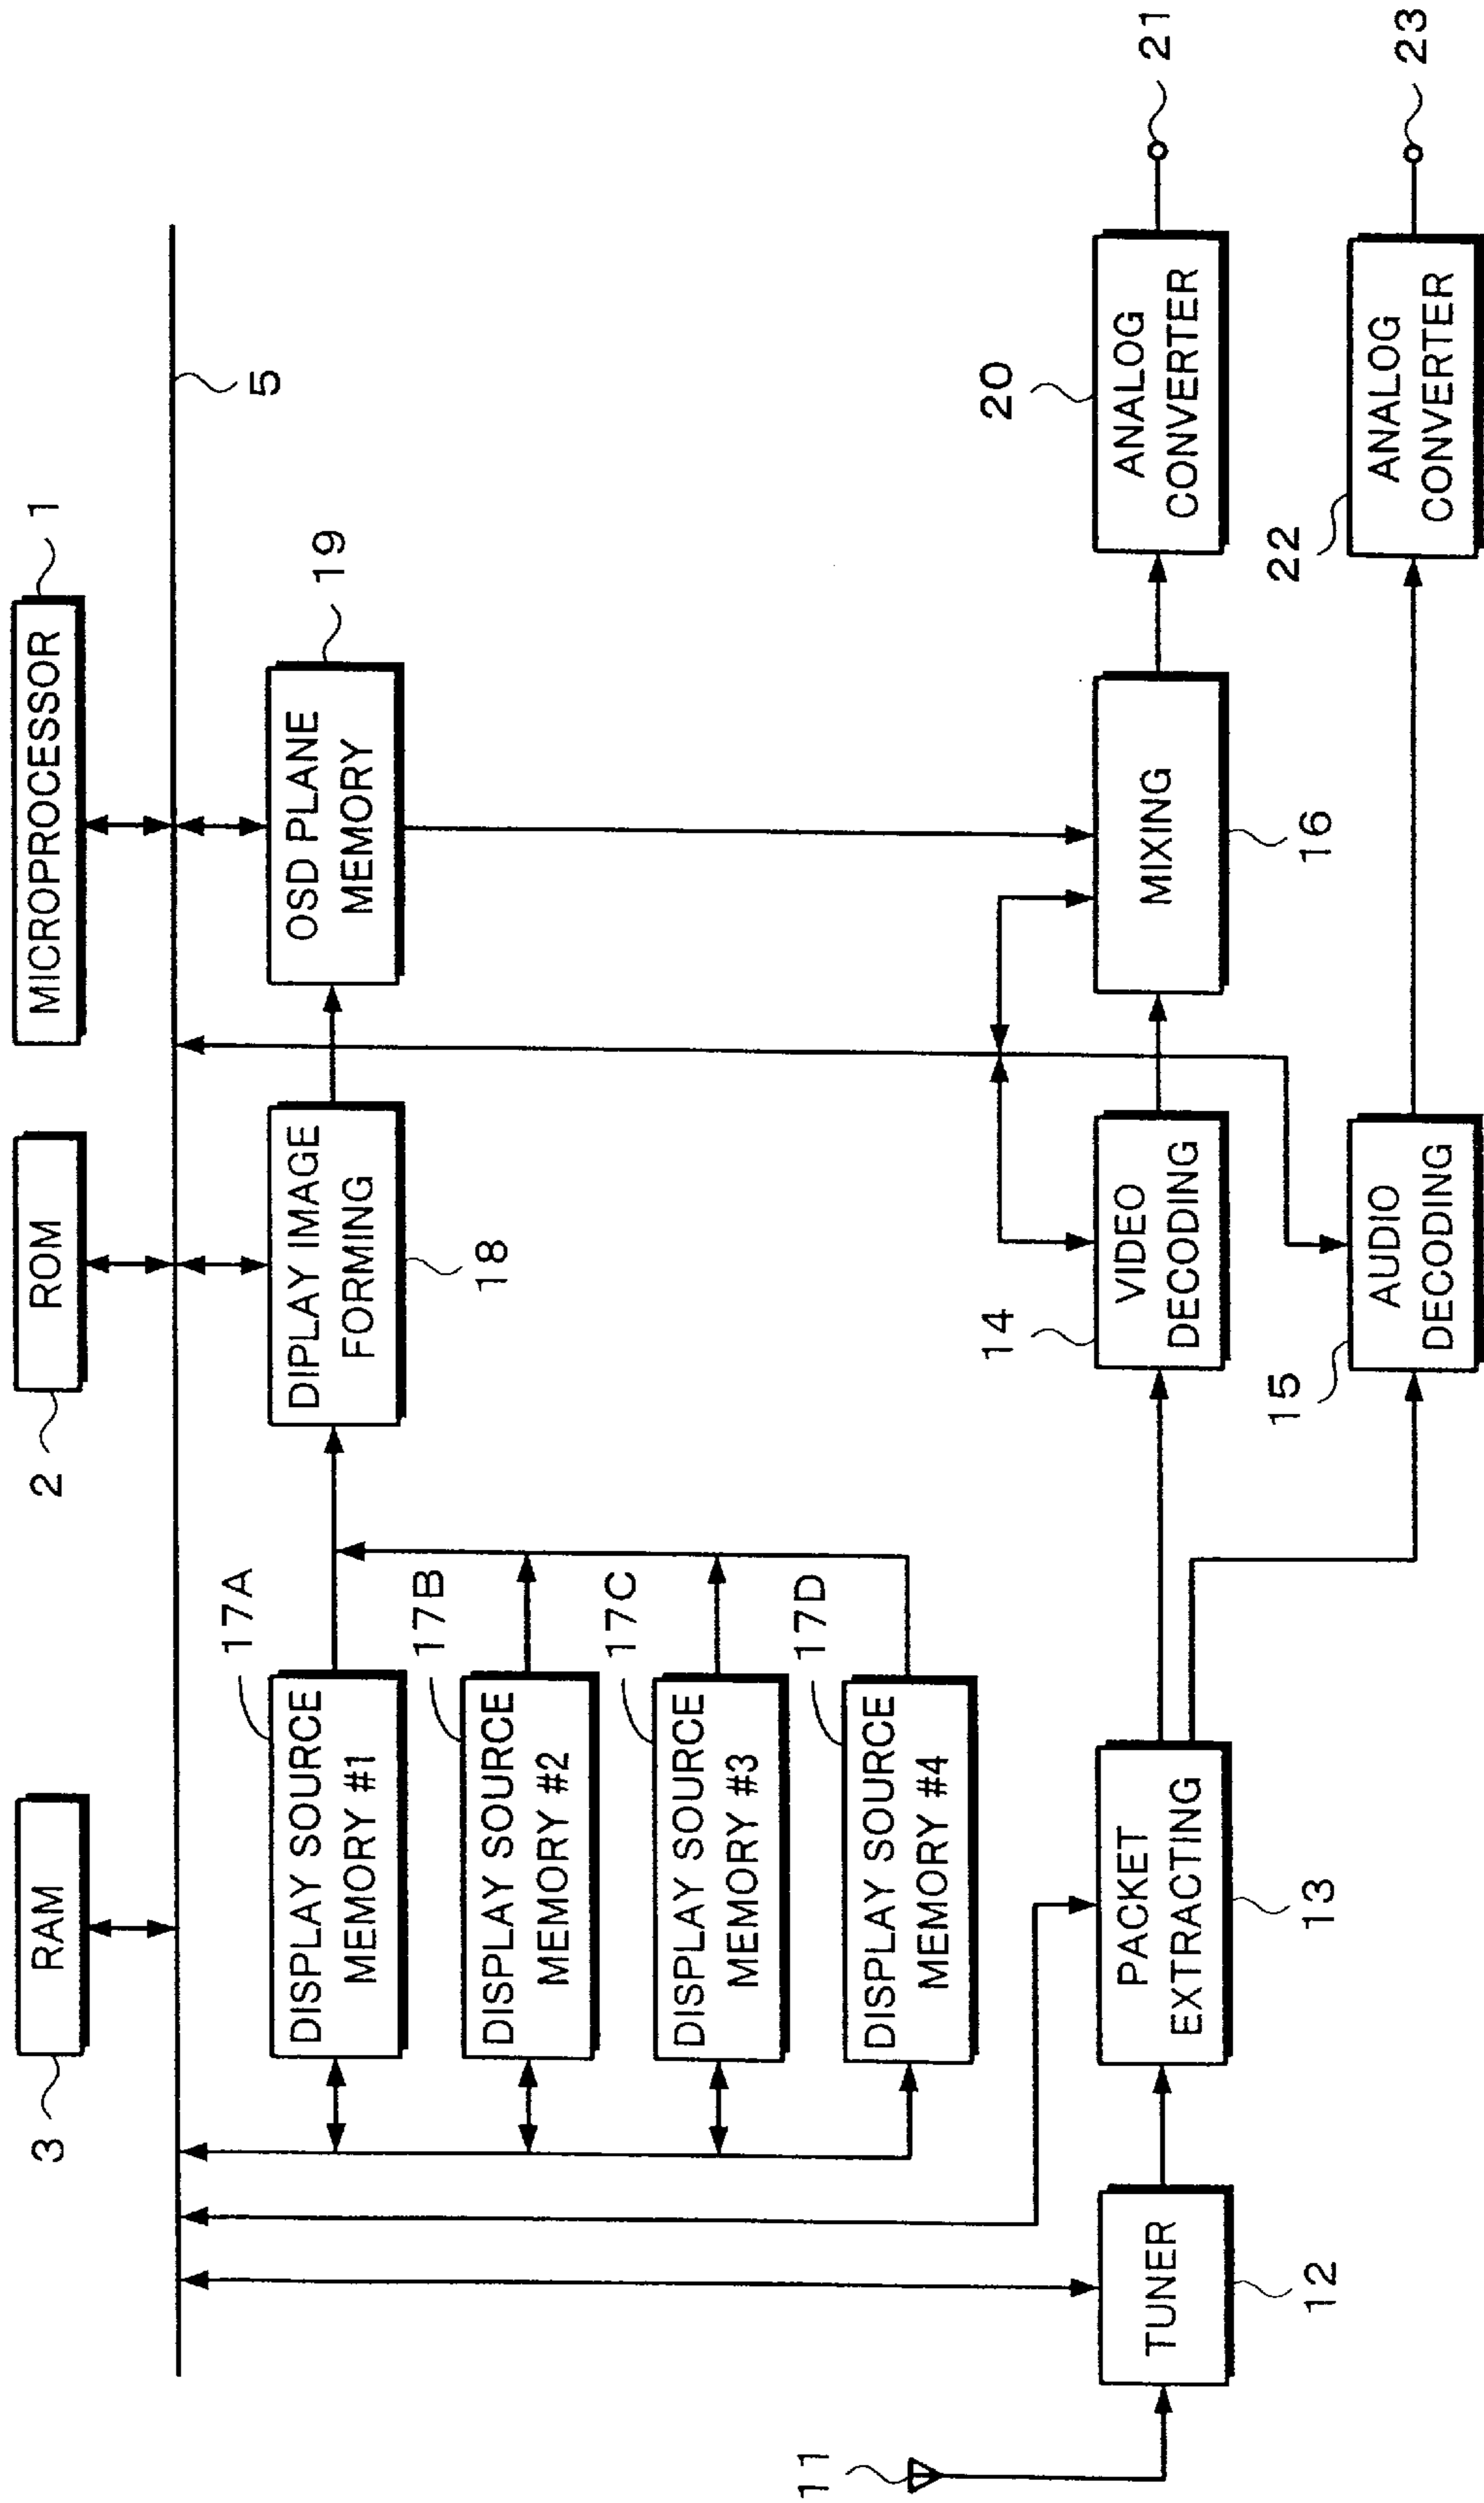 3
RAM
2
ROM
MICROPROCESSOR
1
5
17A
DISPLAY SOURCE
MEMORY #1
DIPLAY IMAGE
FORMING
18
OSD PLANE
MEMORY
19
17B
DISPLAY SOURCE
MEMORY #2
17C
DISPLAY SOURCE
MEMORY #3
17D
DISPLAY SOURCE
MEMORY #4
11
TUNER
12
PACKET
EXTRACTING
13
14
VIDEO
DECODING
MIXING
16
20
ANALOG
CONVERTER
21
15
AUDIO
DECODING
22
ANALOG
CONVERTER
23